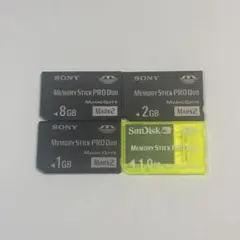 SONY
MEMORY STICK PRO DUO
MAGICGATE
8GB
MARK2
SONY
MEMORY STICK PRO DUO
MAGICGATE
2GB
MARK2
SONY
MEMORY STICK PRO DUO
MAGICGATE
1GB
MARK2
SanDisk
MEMORY STICK PRO DUO
1.0